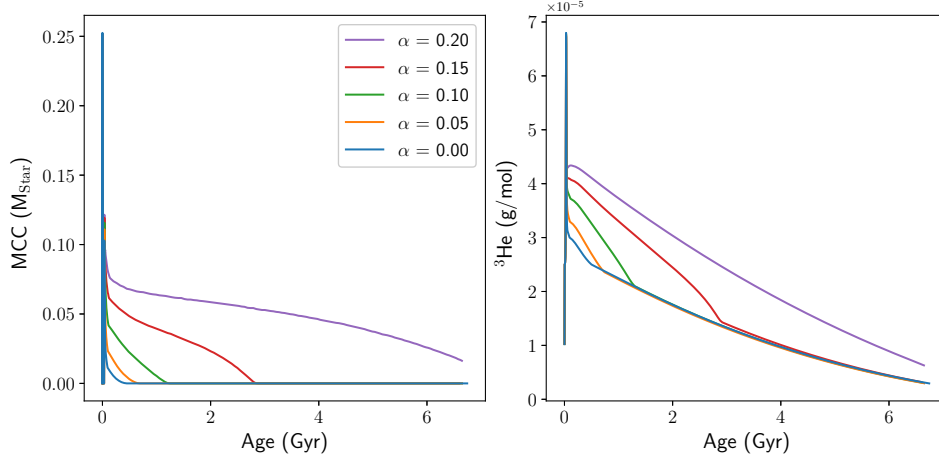 MCC (M_Star)
0.25
0.20
0.15
0.10
0.05
0.00
0
2
4
6
Age (Gyr)
α = 0.20
α = 0.15
α = 0.10
α = 0.05
α = 0.00
×10⁻⁵
³He (g/mol)
7
6
5
4
3
2
1
0
0
2
4
6
Age (Gyr)